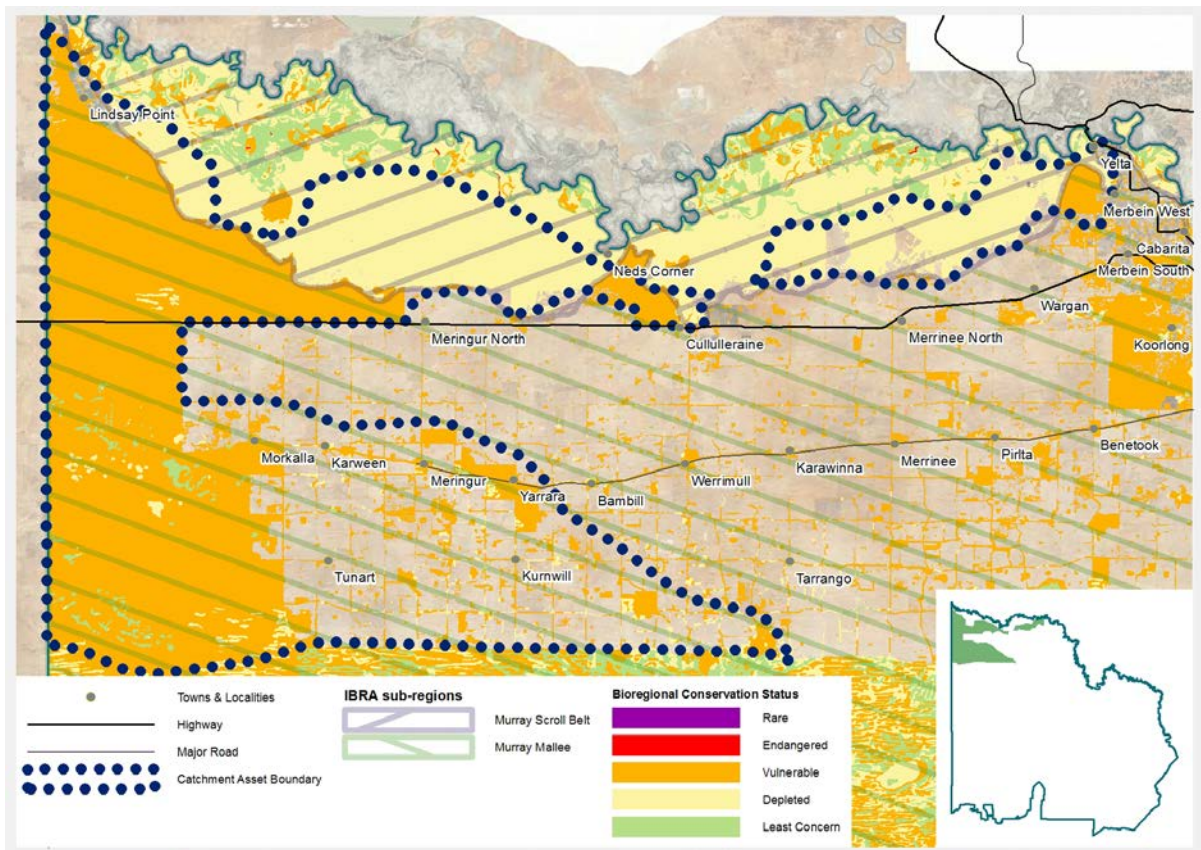 Lindsay Point
Yelta
Merbein West
Cabarita
Merbein South
Neds Corner
Wargan
Meringur North
Cullulleraine
Merrinee North
Koorlong
Morkalla
Karween
Meringur
Yarrara
Bambill
Werrimull
Karawinna
Merrinee
Pirlta
Benetook
Tunart
Kurnwill
Tarrango
Towns & Localities
Highway
Major Road
Catchment Asset Boundary
IBRA sub-regions
Murray Scroll Belt
Murray Mallee
Bioregional Conservation Status
Rare
Endangered
Vulnerable
Depleted
Least Concern